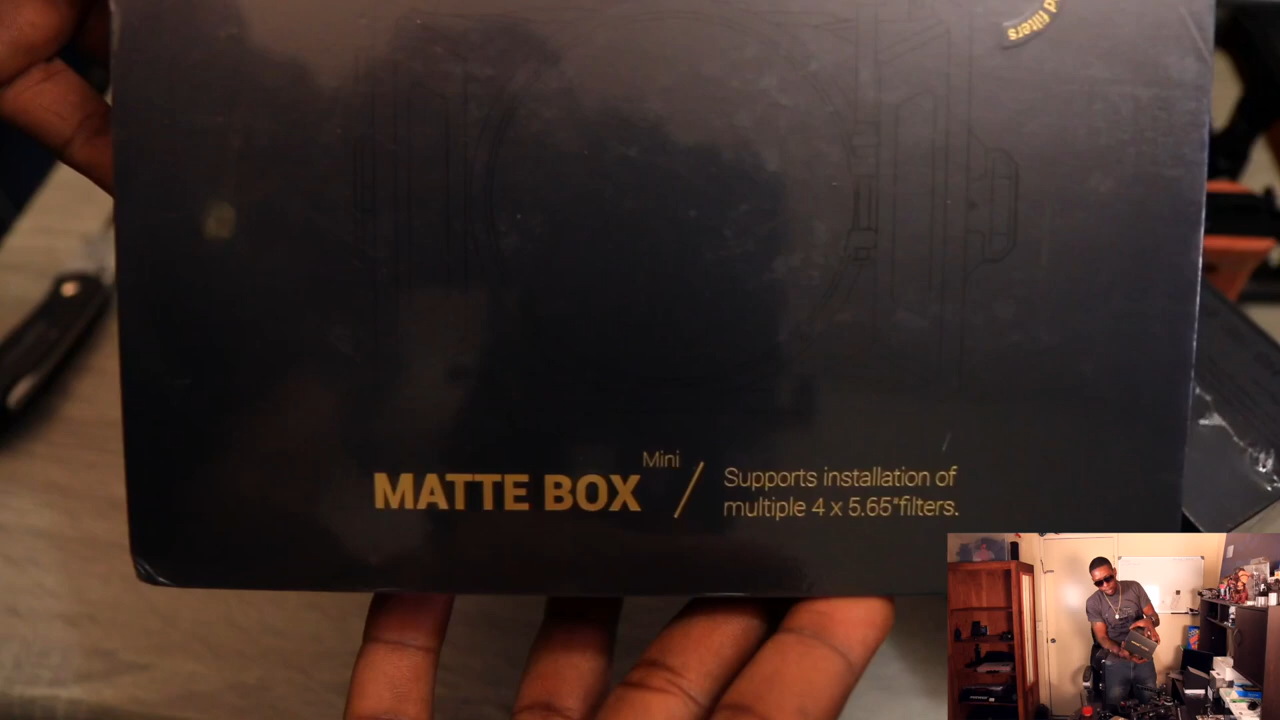 d filters
Mini
MATTE BOX
Supports installation of
multiple 4 x 5.65"filters.